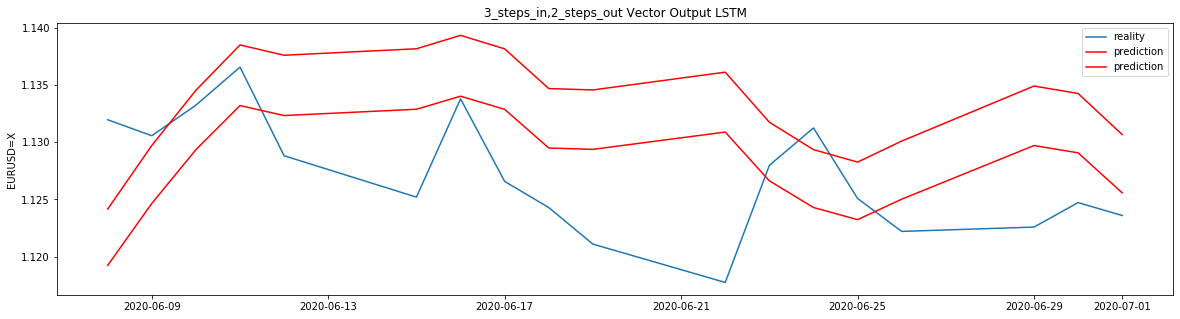 3_steps_in,2_steps_out Vector Output LSTM
reality
prediction
prediction
EURUSD=X
1.140
1.135
1.130
1.125
1.120
2020-06-09
2020-06-13
2020-06-17
2020-06-21
2020-06-25
2020-06-29
2020-07-01